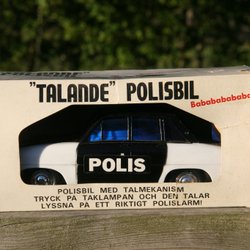 "TALANDE" POLISBIL
Babababababa
POLIS
POLISBIL MED TALMEKANISM
TRYCK PÅ TAKLAMPAN OCH DEN TALAR
LYSSNA PÅ ETT RIKTIGT POLISLARM!